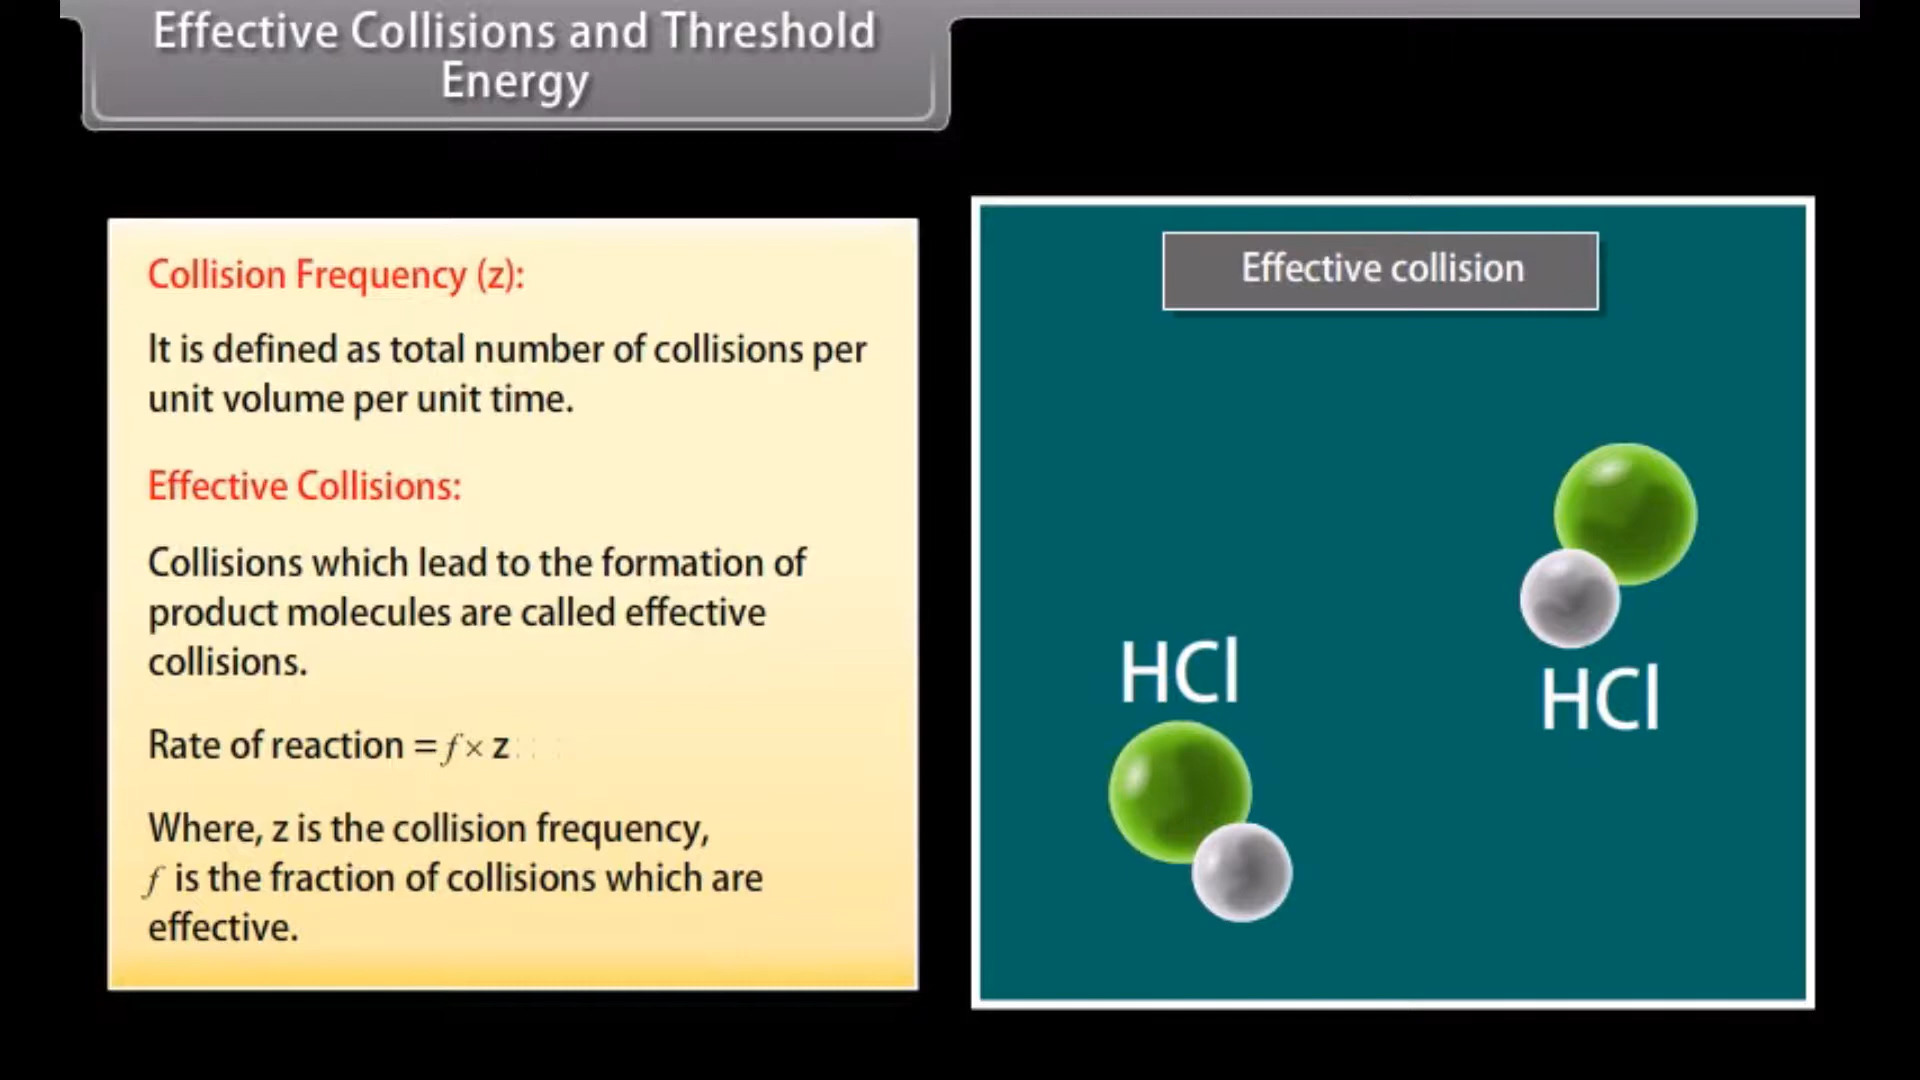 Effective Collisions and Threshold
Energy
Collision Frequency (z):
It is defined as total number of collisions per
unit volume per unit time.
Effective Collisions:
Collisions which lead to the formation of
product molecules are called effective
collisions.
Rate of reaction = f × z
Where, z is the collision frequency,
f is the fraction of collisions which are
effective.
Effective collision
HCl
HCl